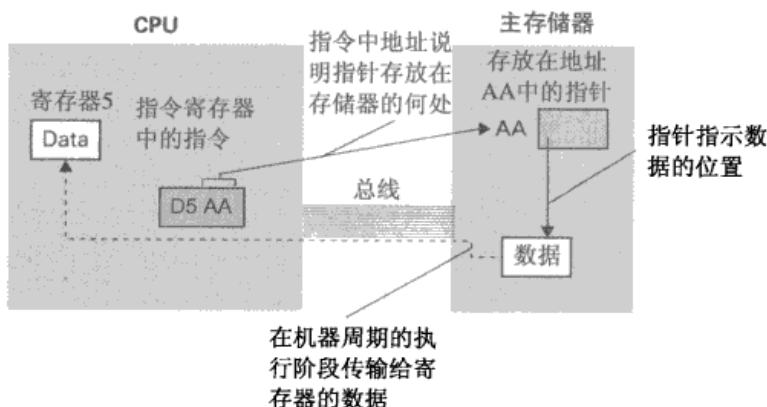 CPU
主存储器
指令中地址说
明指针存放在
存储器的何处
存放在地址
AA中的指针
寄存器5
Data
指令寄存器
中的指令
AA
指针指示数
据的位置
D5 AA
总线
数据
在机器周期的执
行阶段传输给寄
存器的数据